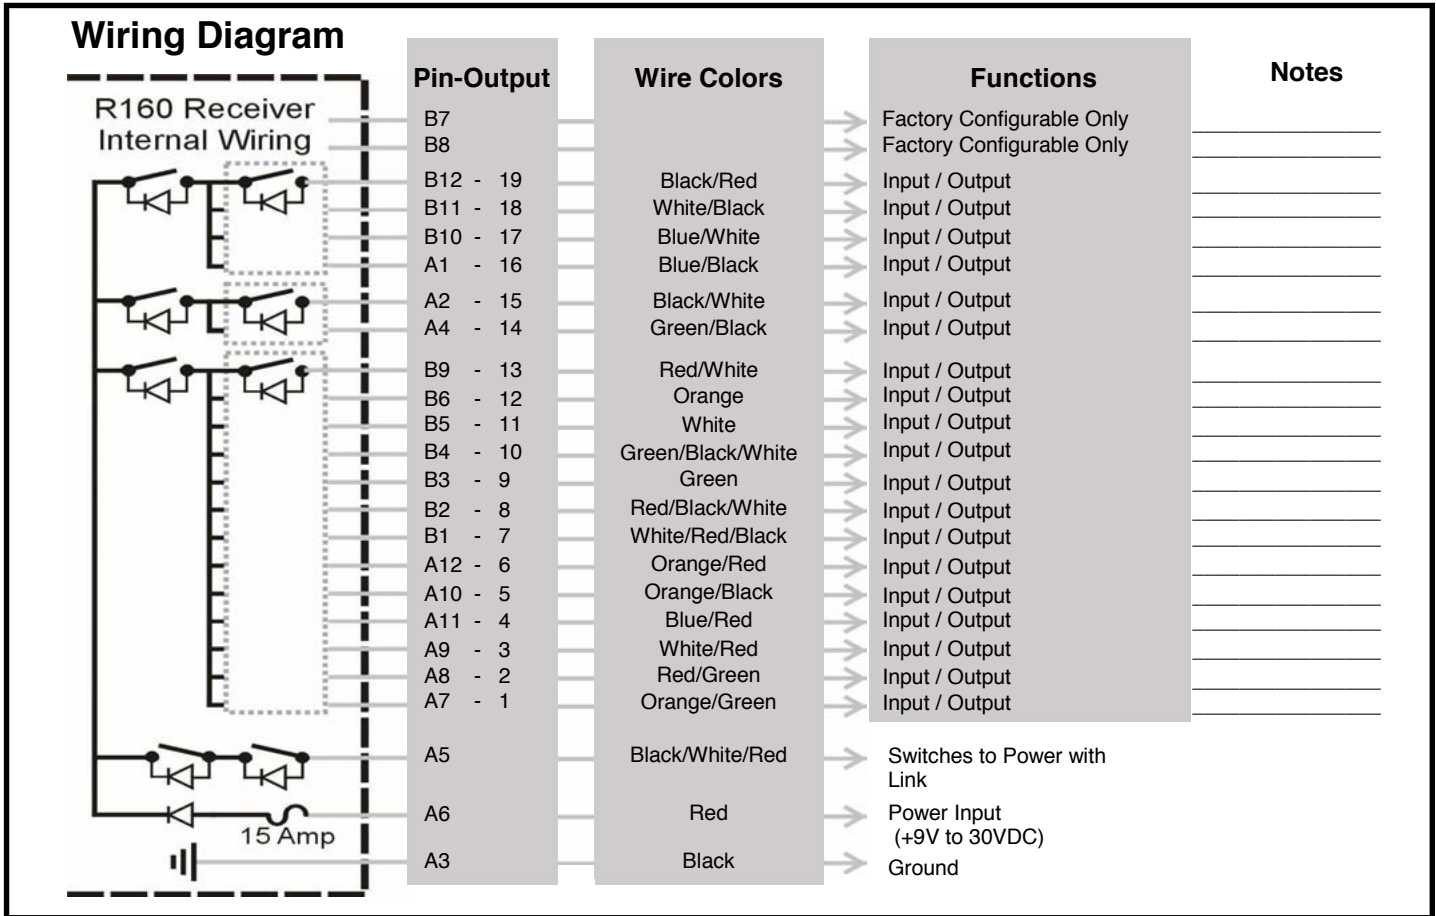 Wiring Diagram
R160 Receiver
Internal Wiring
Pin-Output Wire Colors Functions Notes
B7 Factory Configurable Only
B8 Factory Configurable Only
B12 - 19 Black/Red Input / Output
B11 - 18 White/Black Input / Output
B10 - 17 Blue/White Input / Output
A1 - 16 Blue/Black Input / Output
A2 - 15 Black/White Input / Output
A4 - 14 Green/Black Input / Output
B9 - 13 Red/White Input / Output
B6 - 12 Orange Input / Output
B5 - 11 White Input / Output
B4 - 10 Green/Black/White Input / Output
B3 - 9 Green Input / Output
B2 - 8 Red/Black/White Input / Output
B1 - 7 White/Red/Black Input / Output
A12 - 6 Orange/Red Input / Output
A10 - 5 Orange/Black Input / Output
A11 - 4 Blue/Red Input / Output
A9 - 3 White/Red Input / Output
A8 - 2 Red/Green Input / Output
A7 - 1 Orange/Green Input / Output
A5 Black/White/Red Switches to Power with
Link
A6 Red Power Input
15 Amp (+9V to 30VDC)
A3 Black Ground